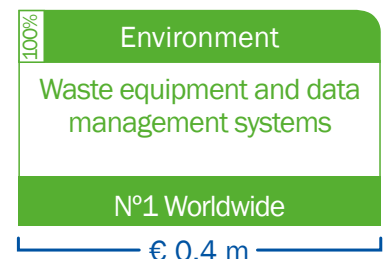 100%
Environment
Waste equipment and data
management systems
Nº1 Worldwide
€ 0.4 m